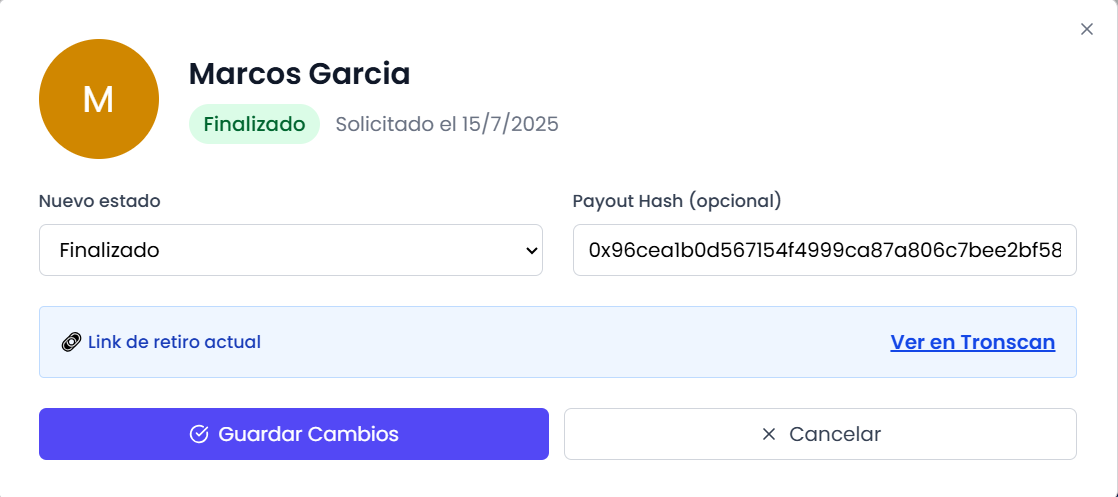 M
Marcos Garcia
Finalizado Solicitado el 15/7/2025
Nuevo estado
Payout Hash (opcional)
Finalizado
0x96cea1b0d567154f4999ca87a806c7bee2bf58
Link de retiro actual
Ver en Tronscan
Guardar Cambios
Cancelar